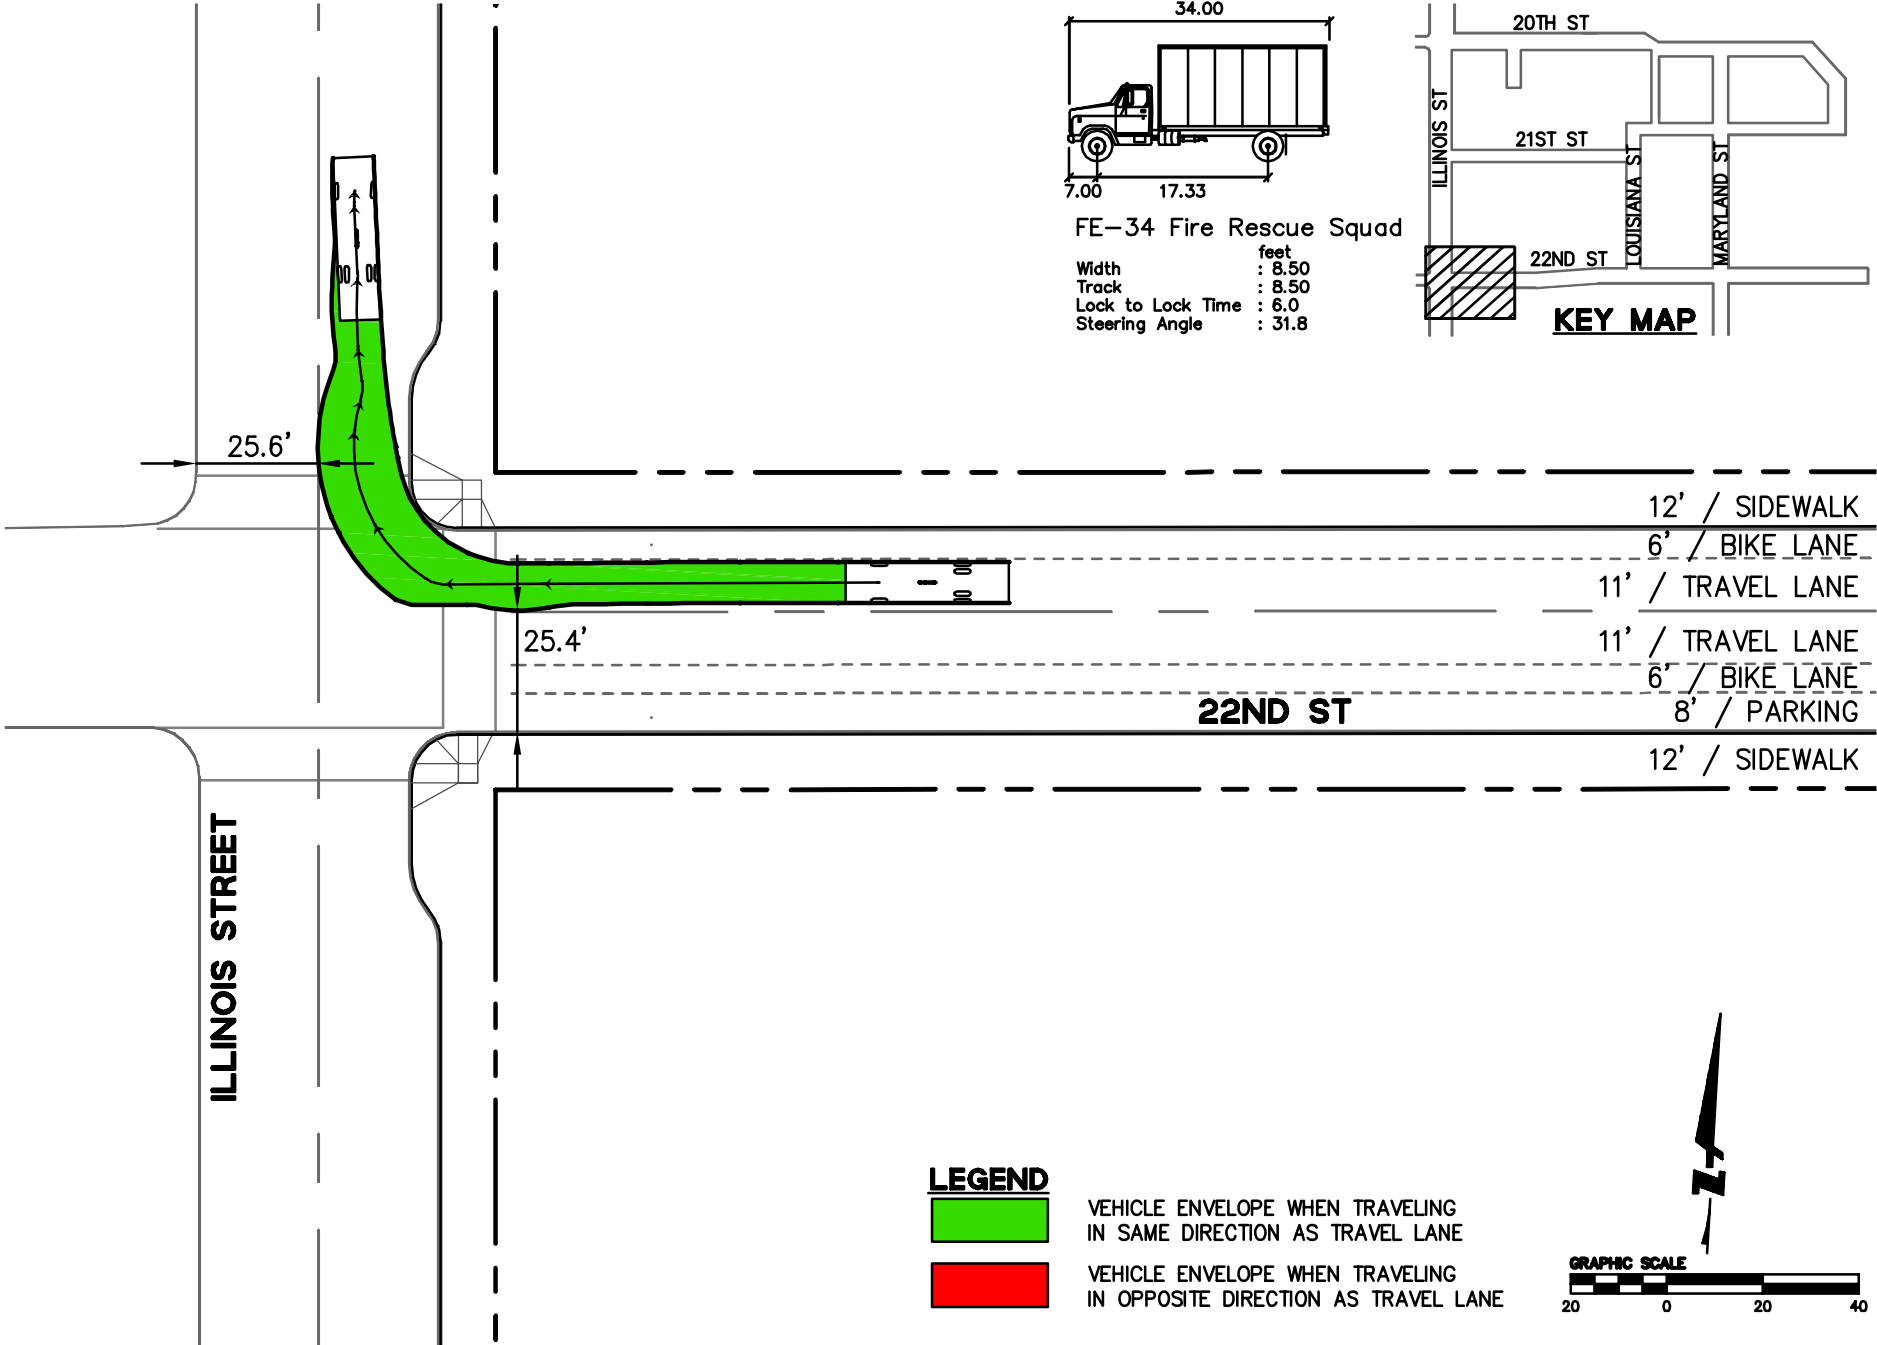 34.00
7.00
17.33
FE-34 Fire Rescue Squad
feet
Width : 8.50
Track : 8.50
Lock to Lock Time : 6.0
Steering Angle : 31.8
20TH ST
ILLINOIS ST
21ST ST
LOUISIANA ST
MARYLAND ST
22ND ST
KEY MAP
25.6'
12' / SIDEWALK
6' / BIKE LANE
11' / TRAVEL LANE
25.4'
11' / TRAVEL LANE
6' / BIKE LANE
22ND ST
8' / PARKING
12' / SIDEWALK
ILLINOIS STREET
LEGEND
VEHICLE ENVELOPE WHEN TRAVELING
IN SAME DIRECTION AS TRAVEL LANE
VEHICLE ENVELOPE WHEN TRAVELING
IN OPPOSITE DIRECTION AS TRAVEL LANE
Z
GRAPHIC SCALE
20 0 20 40